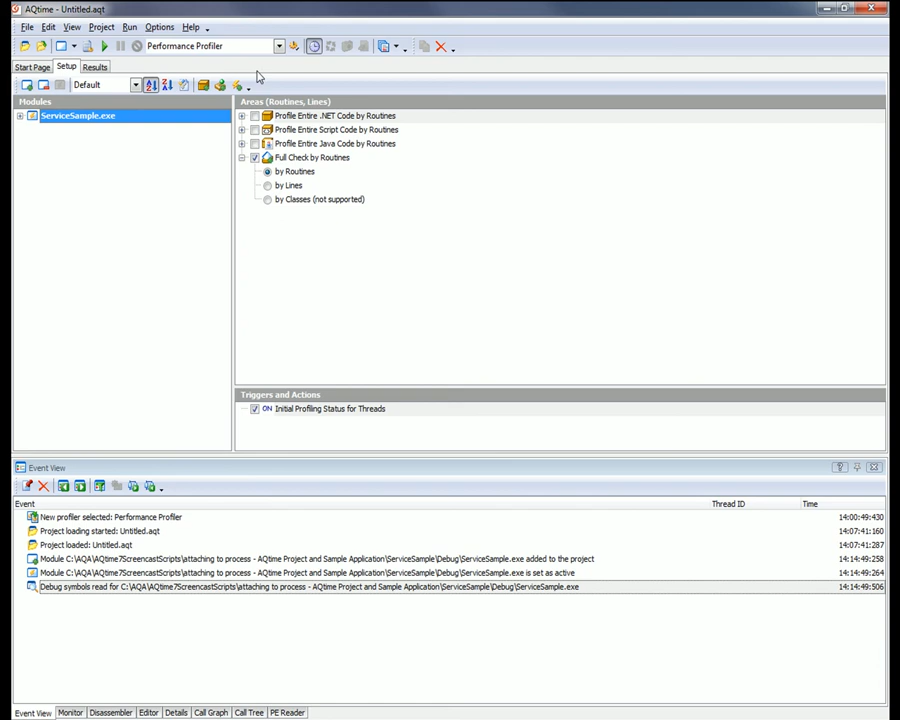 AQtime - Untitled.aqt
File Edit View Project Run Options Help
Performance Profiler
Start Page Setup Results
Default
Modules
ServiceSample.exe
Areas (Routines, Lines)
Profile Entire .NET Code by Routines
Profile Entire Script Code by Routines
Profile Entire Java Code by Routines
Full Check by Routines
by Routines
by Lines
by Classes (not supported)
Triggers and Actions
ON Initial Profiling Status for Threads
Event View
Event Thread ID Time
New profiler selected: Performance Profiler 14:00:49:430
Project loading started: Untitled.aqt 14:07:41:160
Project loaded: Untitled.aqt 14:07:41:287
Module C:\AQA\AQtime7ScreencastScripts\attaching to process - AQtime Project and Sample Application\ServiceSample\Debug\ServiceSample.exe added to the project 14:14:49:258
Module C:\AQA\AQtime7ScreencastScripts\attaching to process - AQtime Project and Sample Application\ServiceSample\Debug\ServiceSample.exe is set as active 14:14:49:264
Debug symbols read for C:\AQA\AQtime7ScreencastScripts\attaching to process - AQtime Project and Sample Application\ServiceSample\Debug\ServiceSample.exe 14:14:49:506
Event View Monitor Disassembler Editor Details Call Graph Call Tree PE Reader